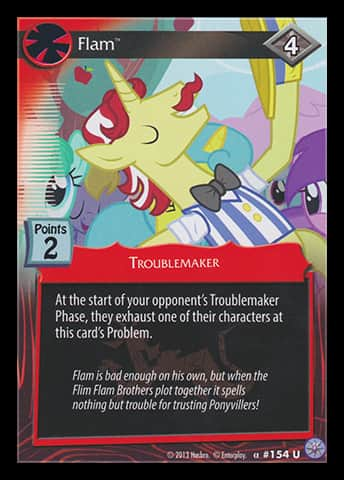 Flam™
4
Points
2
TROUBLEMAKER
At the start of your opponent's Troublemaker
Phase, they exhaust one of their characters at
this card's Problem.
Flam is bad enough on his own, but when the
Flim Flam Brothers plot together it spells
nothing but trouble for trusting Ponyvillers!
© 2013 Hasbro. © Enterplay. α #154 U